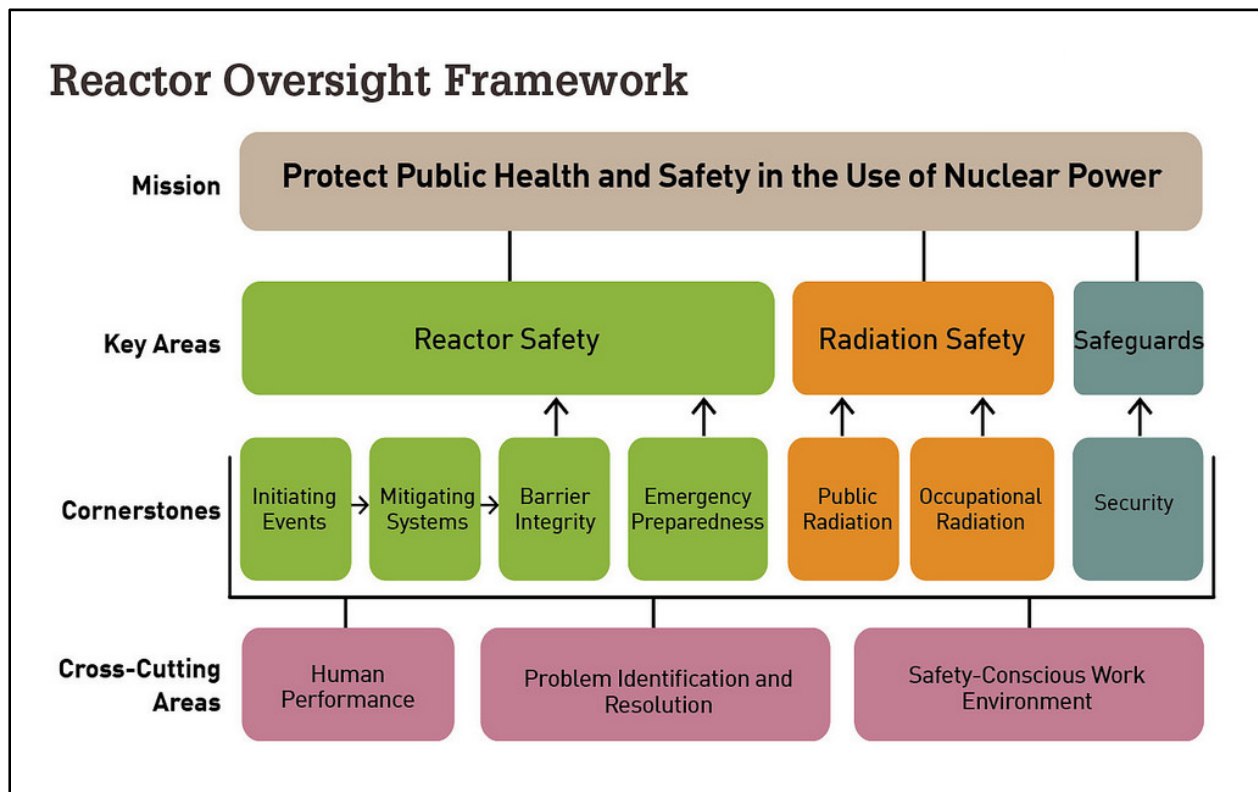 Reactor Oversight Framework
Mission
Protect Public Health and Safety in the Use of Nuclear Power
Key Areas
Reactor Safety
Radiation Safety
Safeguards
Cornerstones
Initiating
Events
Mitigating
Systems
Barrier
Integrity
Emergency
Preparedness
Public
Radiation
Occupational
Radiation
Security
Cross-Cutting
Areas
Human
Performance
Problem Identification and
Resolution
Safety-Conscious Work
Environment